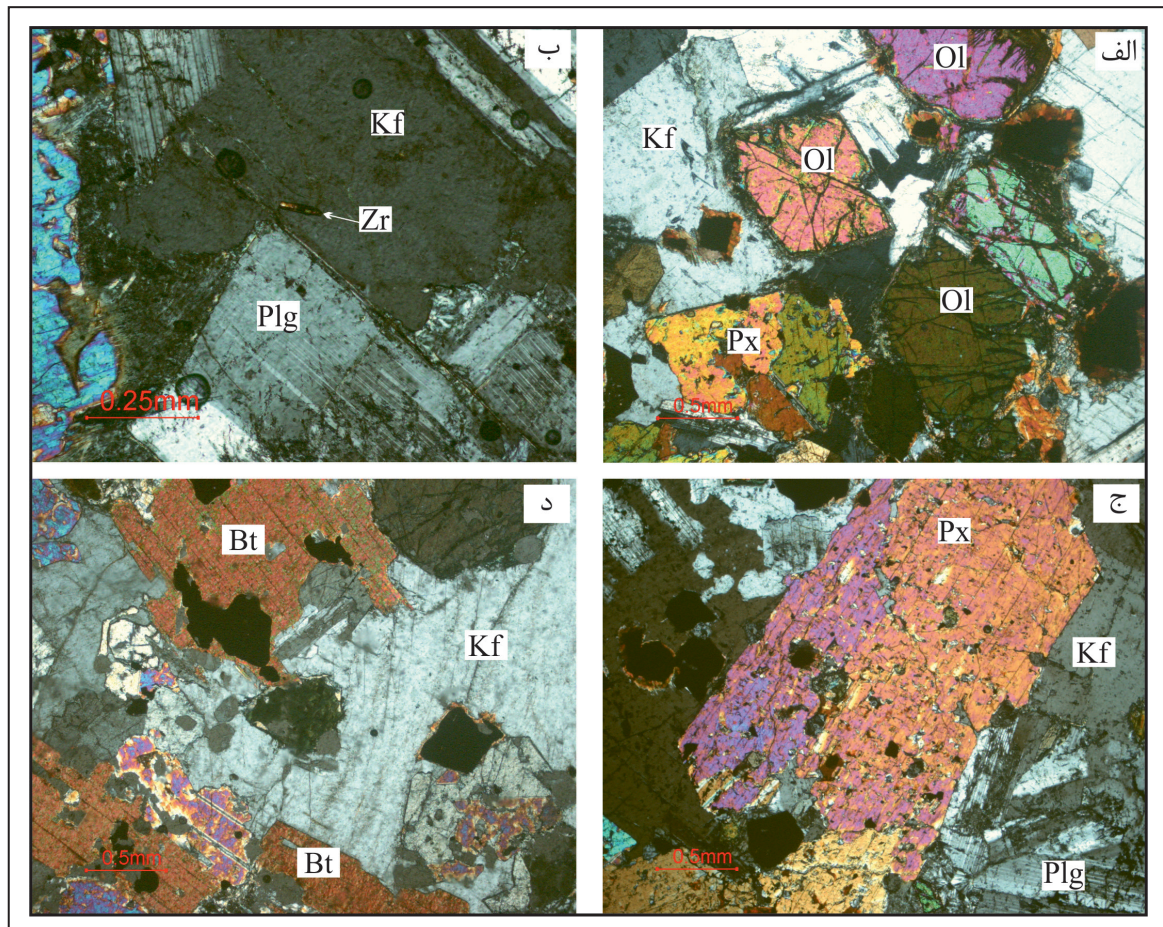 الف
Ol
Kf
Ol
Ol
Px
0.5mm
ب
Kf
Zr
Plg
0.25mm
ج
Px
Kf
0.5mm
Plg
د
Bt
Kf
0.5mm
Bt